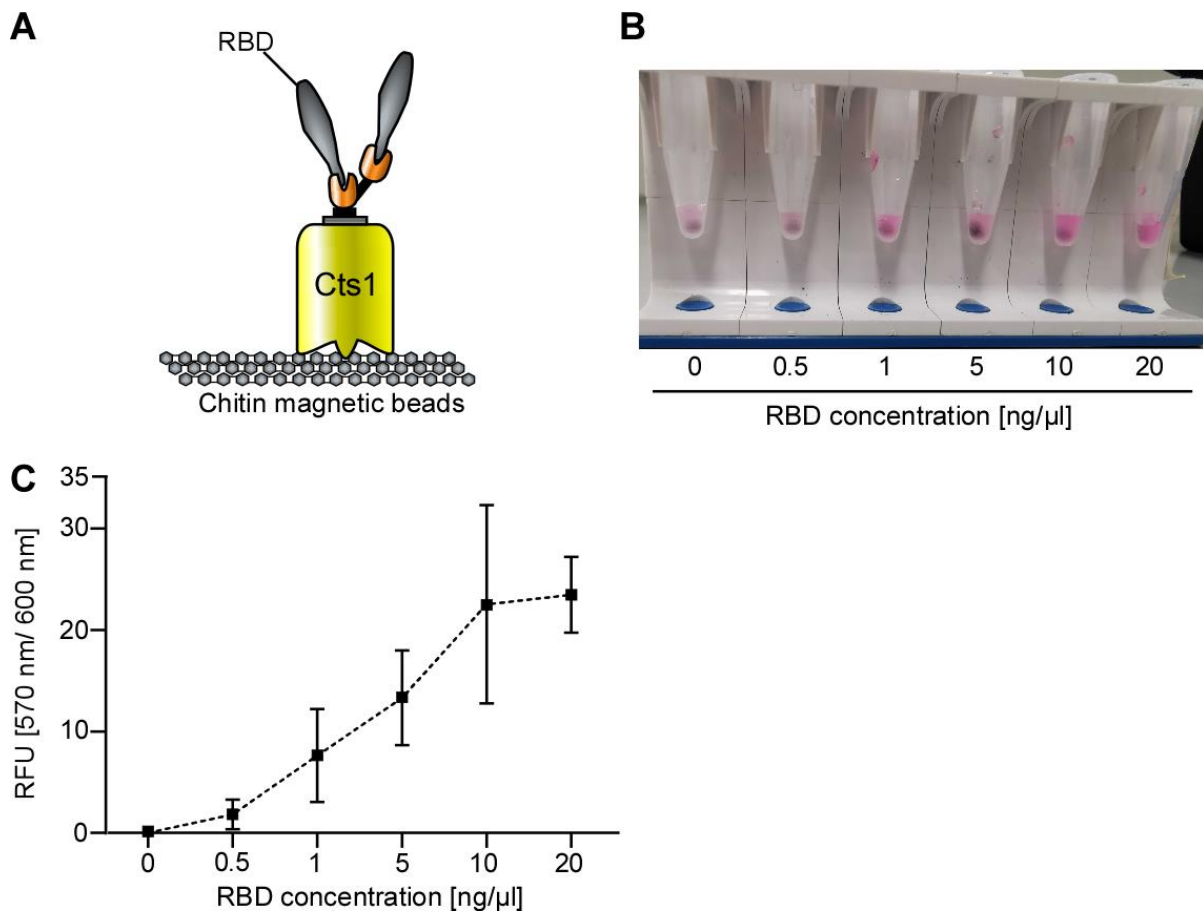 A
RBD
Cts1
Chitin magnetic beads
B
0 0.5 1 5 10 20
RBD concentration [ng/µl]
C
RFU [570 nm/ 600 nm]
35
30
20
10
0
0 0.5 1 5 10 20
RBD concentration [ng/µl]